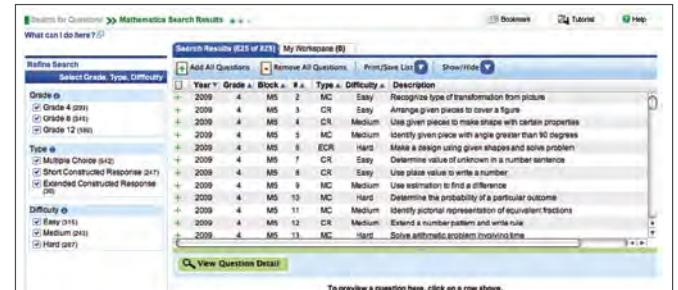 Search for Questions >> Mathematics Search Results
Bookmark Tutorial Help
What can I do here?
Search Results (825 of 825) My Workspace (0)
Refine Search
Select Grade, Type, Difficulty
Add All Questions Remove All Questions Print/Save List Show/Hide
Year Grade Block # Type Difficulty Description
Grade
Grade 4
Grade 8
Grade 12
Type
Multiple Choice (542)
Short Constructed Response (247)
Extended Constructed Response
Difficulty
Easy
Medium
Hard
2009 4 M5 2 MC Easy Recognize type of transformation from picture
2009 4 M5 3 CR Easy Arrange given pieces to cover a figure
2009 4 M5 4 CR Medium Use given pieces to make shape with certain properties
2009 4 M5 5 MC Medium Identify given piece with angle greater than 90 degrees
2009 4 M5 6 ECR Hard Make a design using given shapes and solve problem
2009 4 M5 7 CR Easy Determine value of unknown in a number sentence
2009 4 M5 8 CR Easy Use place value to write a number
2009 4 M5 9 MC Medium Use estimation to find a difference
2009 4 M5 10 MC Hard Determine the probability of a particular outcome
2009 4 M5 11 MC Medium Identify pictorial representation of equivalent fractions
2009 4 M5 12 CR Medium Extend a number pattern and write rule
2009 4 M5 13 MC Hard Solve arithmetic problem involving time
View Question Detail
To preview a question here, click on a row above.